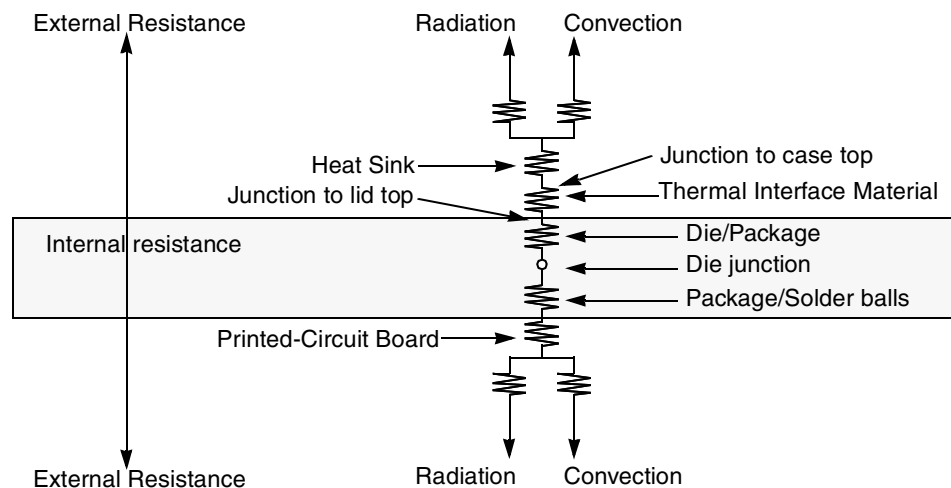 External Resistance
Radiation
Convection
Heat Sink
Junction to case top
Junction to lid top
Thermal Interface Material
Internal resistance
Die/Package
Die junction
Package/Solder balls
Printed-Circuit Board
External Resistance
Radiation
Convection